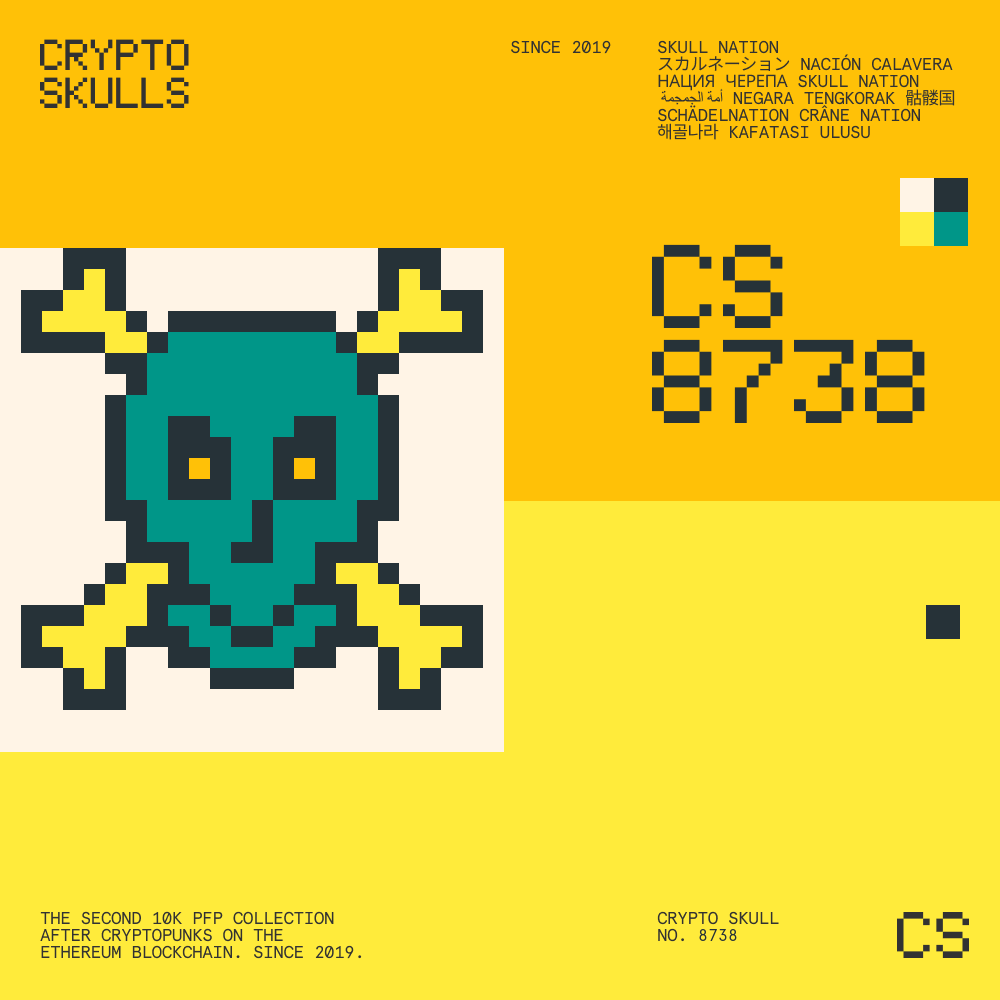 CRYPTO
SKULLS
SINCE 2019
SKULL NATION
スカルネーション NACIÓN CALAVERA
НАЦИЯ ЧЕРЕПА SKULL NATION
أمة الجمجمة NEGARA TENGKORAK 骷髅国
SCHÄDELNATION CRÂNE NATION
해골나라 KAFATASI ULUSU
CS
8738
THE SECOND 10K PFP COLLECTION
AFTER CRYPTOPUNKS ON THE
ETHEREUM BLOCKCHAIN. SINCE 2019.
CRYPTO SKULL
NO. 8738
CS